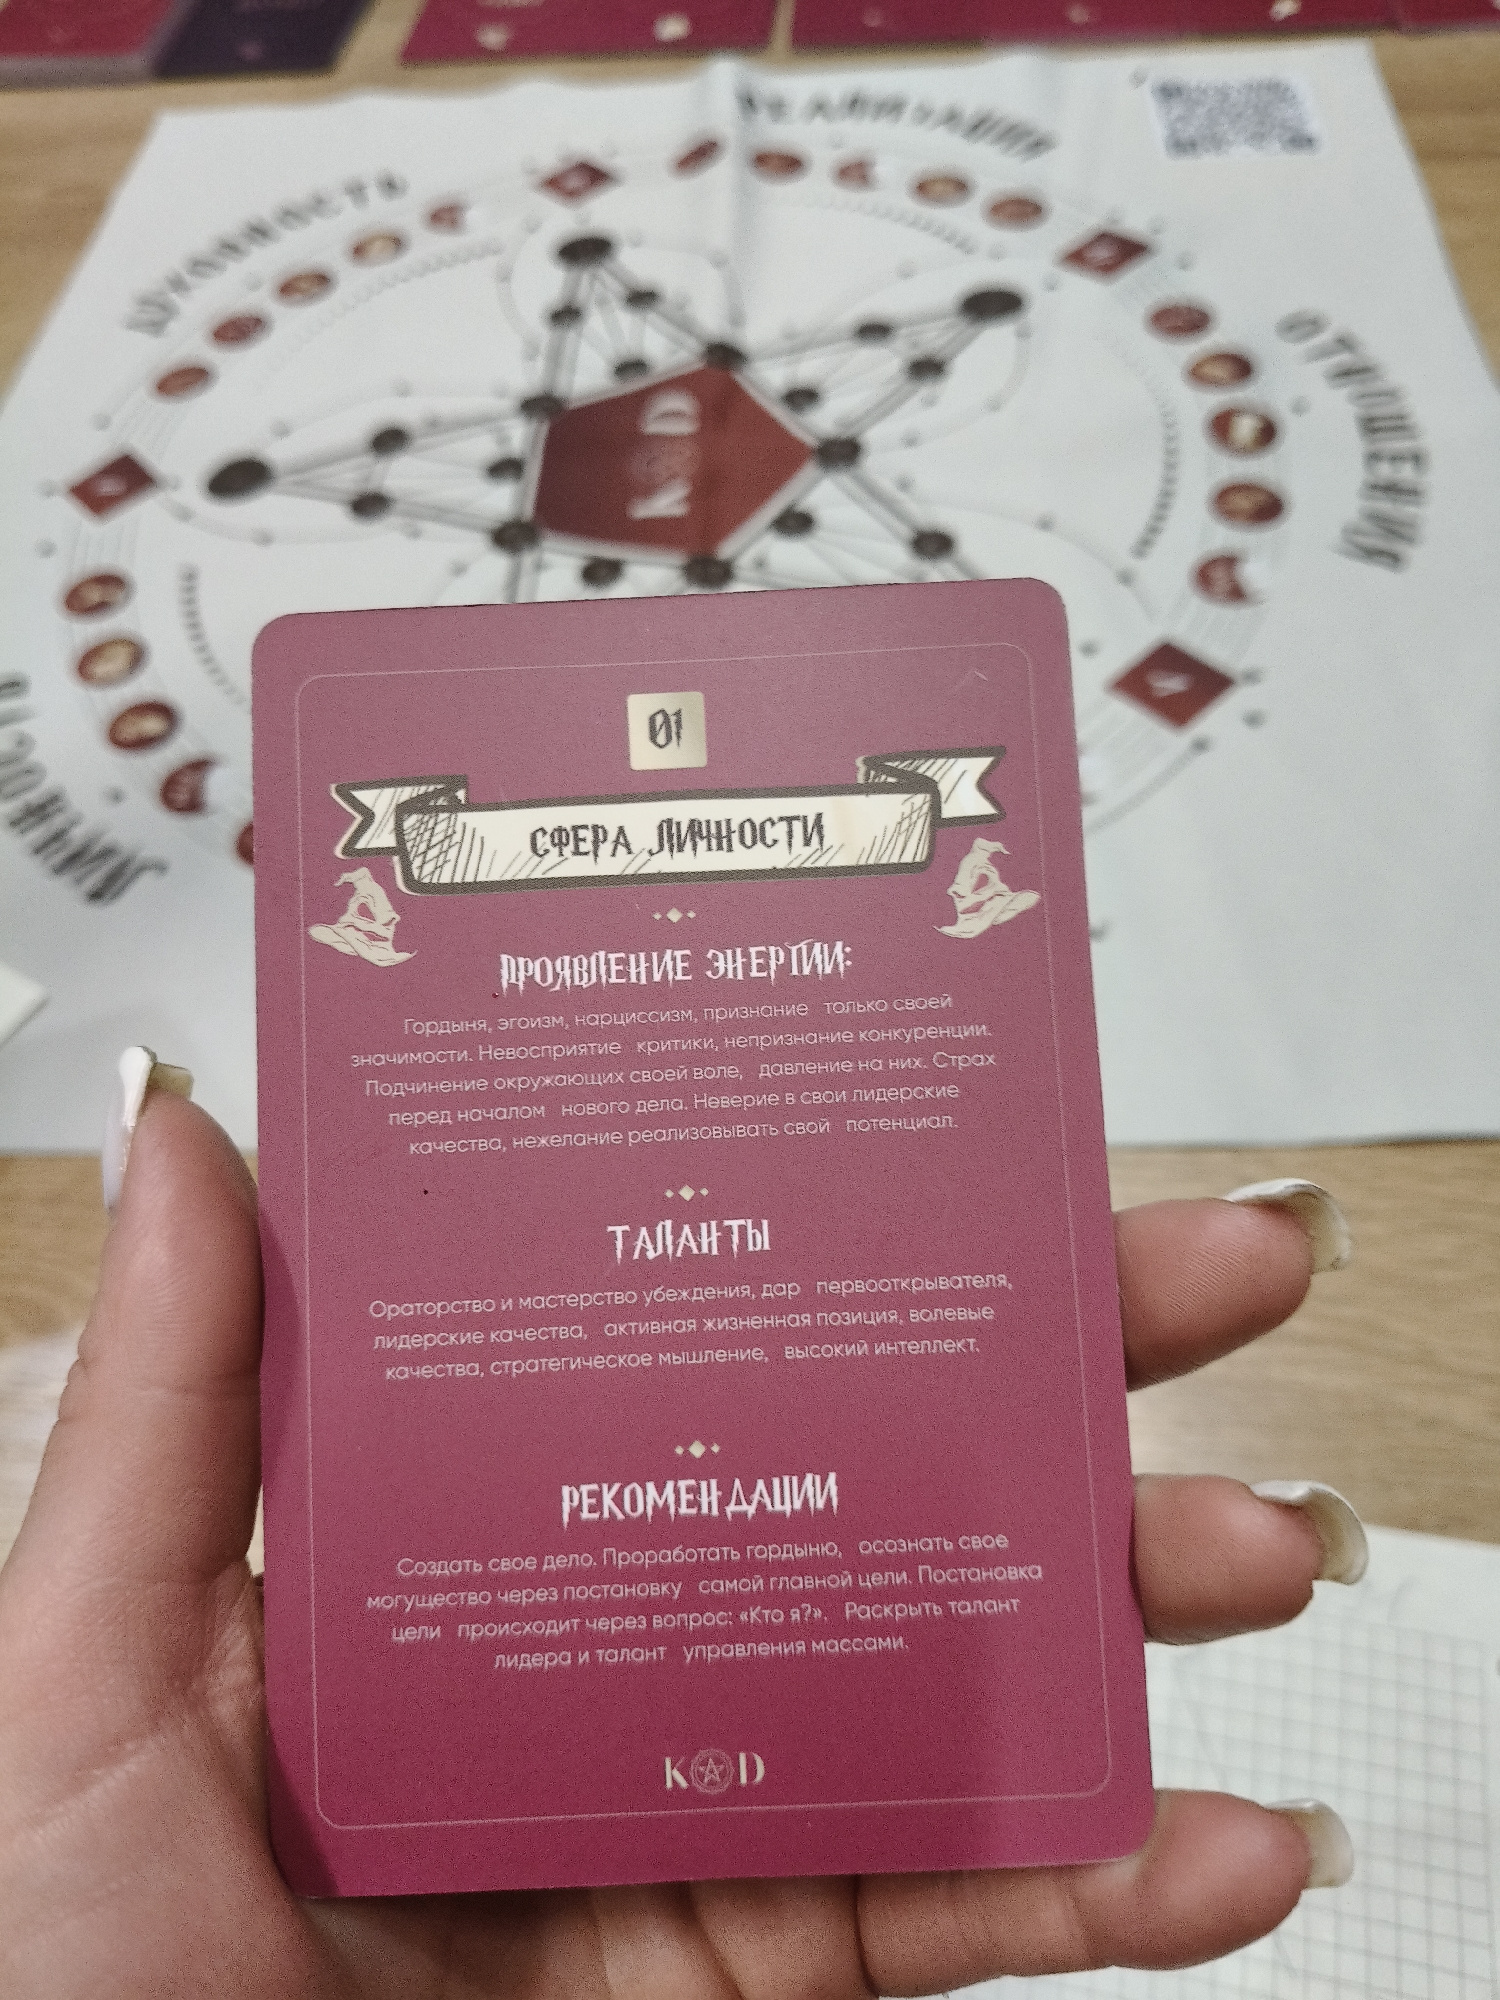 РЕАЛИЗАЦИЯ
ДУХОВНОСТЬ
ОТНОШЕНИЯ
ЛИЧНОСТЬ
KOD
01
СФЕРА ЛИЧНОСТИ
ПРОЯВЛЕНИЕ ЭНЕРГИИ:
Гордыня, эгоизм, нарциссизм, признание только своей
значимости. Невосприятие критики, непризнание конкуренции.
Подчинение окружающих своей воле, давление на них. Страх
перед началом нового дела. Неверие в свои лидерские
качества, нежелание реализовывать свой потенциал.
ТАЛАНТЫ
Ораторство и мастерство убеждения, дар первооткрывателя,
лидерские качества, активная жизненная позиция, волевые
качества, стратегическое мышление, высокий интеллект.
РЕКОМЕНДАЦИИ
Создать свое дело. Проработать гордыню, осознать свое
могущество через постановку самой главной цели. Постановка
цели происходит через вопрос: «Кто я?». Раскрыть талант
лидера и талант управления массами.
KOD